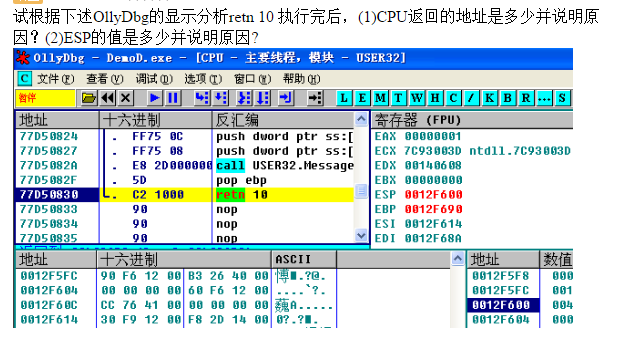 试根据下述OllyDbg的显示分析retn 10 执行完后，(1)CPU返回的地址是多少并说明原
因？(2)ESP的值是多少并说明原因？
OllyDbg - DemoD.exe - [CPU - 主要线程, 模块 - USER32]
C 文件(F) 查看(V) 调试(D) 选项(T) 窗口(W) 帮助(H)
暂停 L E M T W H C / K B R ... S
地址 十六进制 反汇编 寄存器 (FPU)
77D50824 . FF75 0C push dword ptr ss:[ EAX 00000001
77D50827 . FF75 08 push dword ptr ss:[ ECX 7C93003D ntdll.7C93003D
77D5082A . E8 2D000000 call USER32.Message EDX 00140608
77D5082F . 5D pop ebp EBX 00000000
77D50830 . C2 1000 retn 10 ESP 0012F600
77D50833 90 nop EBP 0012F690
77D50834 90 nop ESI 0012F614
77D50835 90 nop EDI 0012F68A
地址 十六进制 ASCII 地址 数值
0012F5FC 90 F6 12 00 B3 26 40 00 0012F5F8 000
0012F604 00 00 00 00 60 F6 12 00 ....`?. 0012F5FC 001
0012F60C CC 76 41 00 00 00 00 00 0012F600 004
0012F614 30 F9 12 00 F8 2D 14 00 0012F604 000